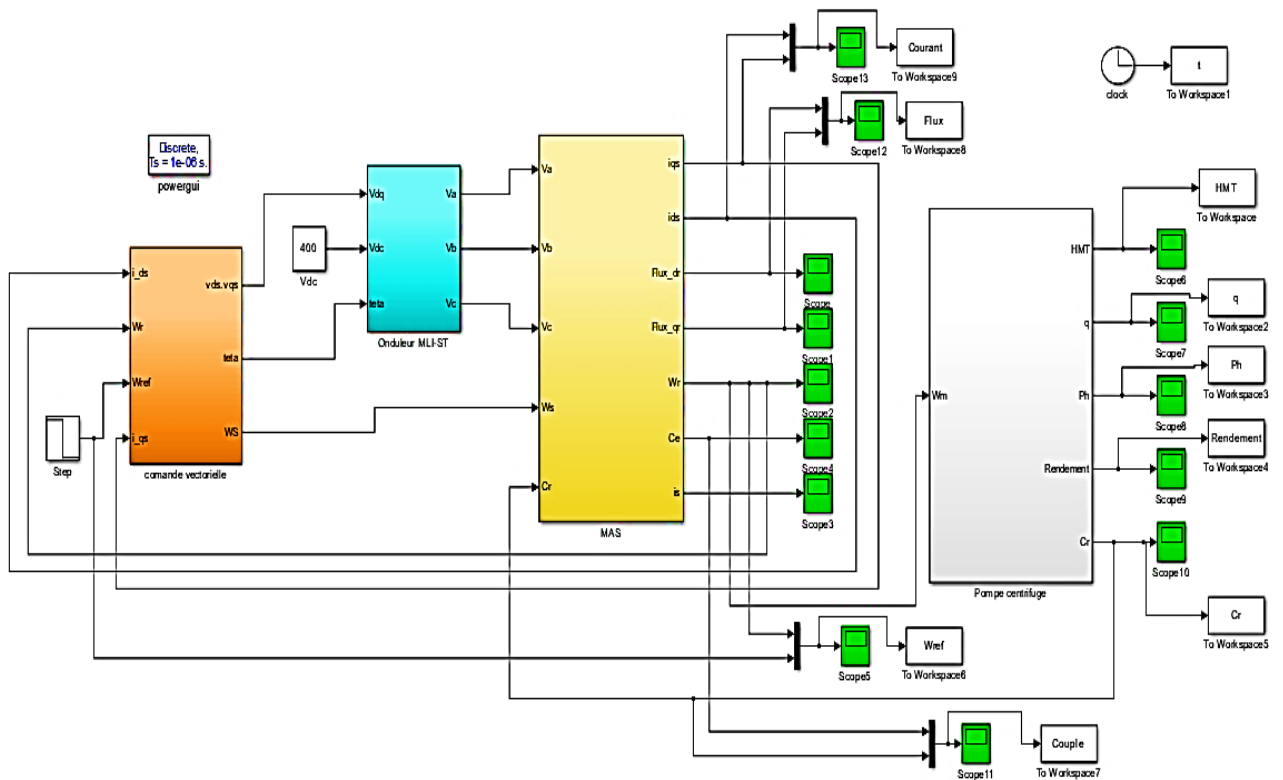 Courant
Scope13
To Workspace9
clock
t
To Workspace1
Flux
Scope12
To Workspace8
Discrete,
Ts = 1e-06 s.
powergui
Vdq
Vdc
teta
Va
Vb
Vc
Onduleur MLI-ST
400
Vdc
i_ds
Wr
Wref
i_qs
vds.vqs
teta
WS
comande vectorielle
Step
Va
Vb
Vc
Ws
Cr
iqs
ids
Flux_dr
Flux_qr
Wr
Ce
is
MAS
Scope
Scope1
Scope2
Scope4
Scope3
Wm
HMT
q
Ph
Rendement
Cr
Pompe centrifuge
HMT
To Workspace
Scope6
q
To Workspace2
Scope7
Ph
To Workspace3
Scope8
Rendement
To Workspace4
Scope9
Scope10
Cr
To Workspace5
Scope5
Wref
To Workspace6
Scope11
Couple
To Workspace7